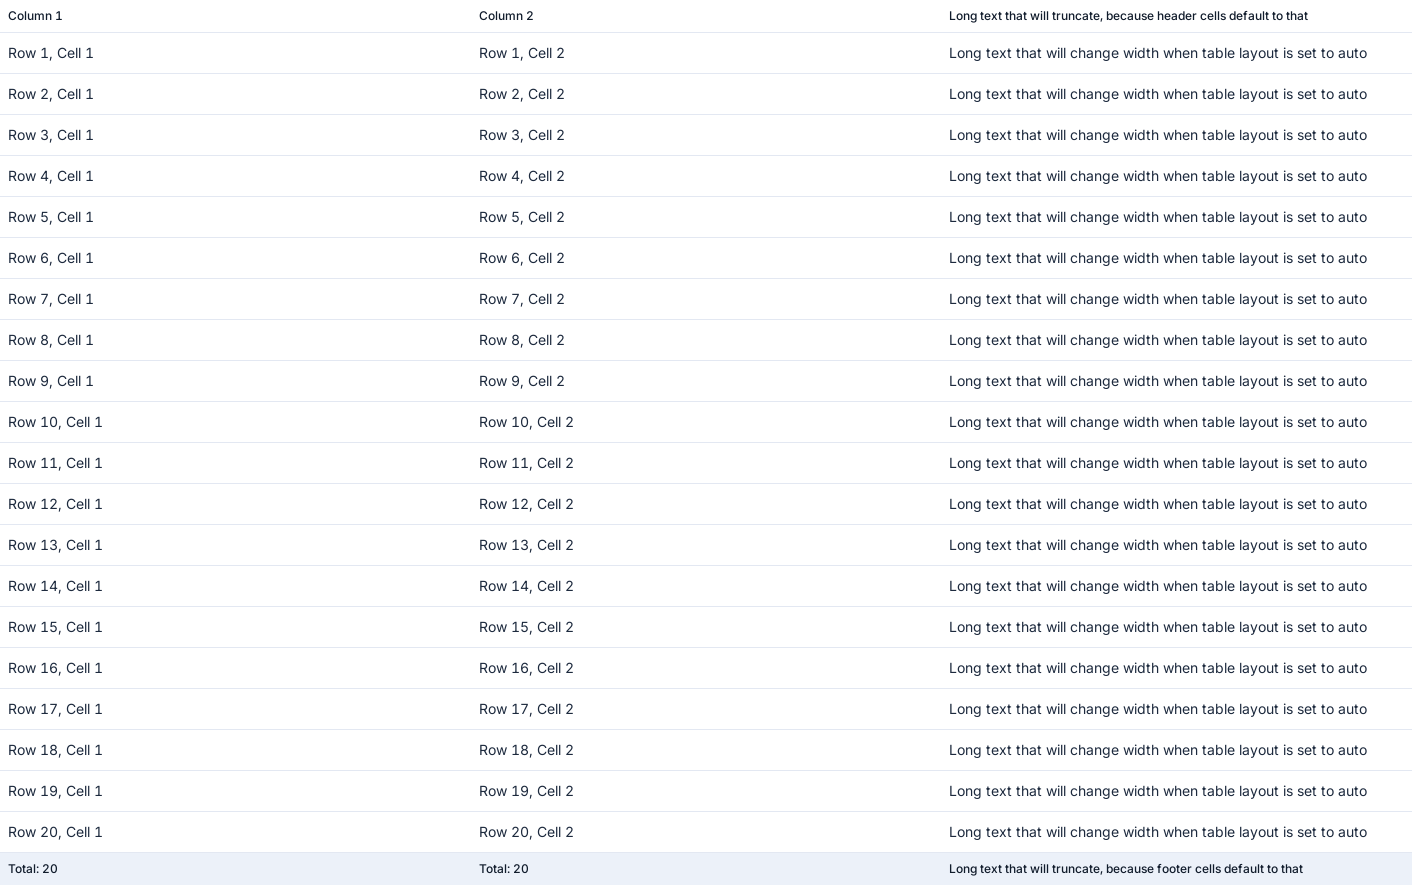 Column 1 Column 2 Long text that will truncate, because header cells default to that
Row 1, Cell 1 Row 1, Cell 2 Long text that will change width when table layout is set to auto
Row 2, Cell 1 Row 2, Cell 2 Long text that will change width when table layout is set to auto
Row 3, Cell 1 Row 3, Cell 2 Long text that will change width when table layout is set to auto
Row 4, Cell 1 Row 4, Cell 2 Long text that will change width when table layout is set to auto
Row 5, Cell 1 Row 5, Cell 2 Long text that will change width when table layout is set to auto
Row 6, Cell 1 Row 6, Cell 2 Long text that will change width when table layout is set to auto
Row 7, Cell 1 Row 7, Cell 2 Long text that will change width when table layout is set to auto
Row 8, Cell 1 Row 8, Cell 2 Long text that will change width when table layout is set to auto
Row 9, Cell 1 Row 9, Cell 2 Long text that will change width when table layout is set to auto
Row 10, Cell 1 Row 10, Cell 2 Long text that will change width when table layout is set to auto
Row 11, Cell 1 Row 11, Cell 2 Long text that will change width when table layout is set to auto
Row 12, Cell 1 Row 12, Cell 2 Long text that will change width when table layout is set to auto
Row 13, Cell 1 Row 13, Cell 2 Long text that will change width when table layout is set to auto
Row 14, Cell 1 Row 14, Cell 2 Long text that will change width when table layout is set to auto
Row 15, Cell 1 Row 15, Cell 2 Long text that will change width when table layout is set to auto
Row 16, Cell 1 Row 16, Cell 2 Long text that will change width when table layout is set to auto
Row 17, Cell 1 Row 17, Cell 2 Long text that will change width when table layout is set to auto
Row 18, Cell 1 Row 18, Cell 2 Long text that will change width when table layout is set to auto
Row 19, Cell 1 Row 19, Cell 2 Long text that will change width when table layout is set to auto
Row 20, Cell 1 Row 20, Cell 2 Long text that will change width when table layout is set to auto
Total: 20 Total: 20 Long text that will truncate, because footer cells default to that